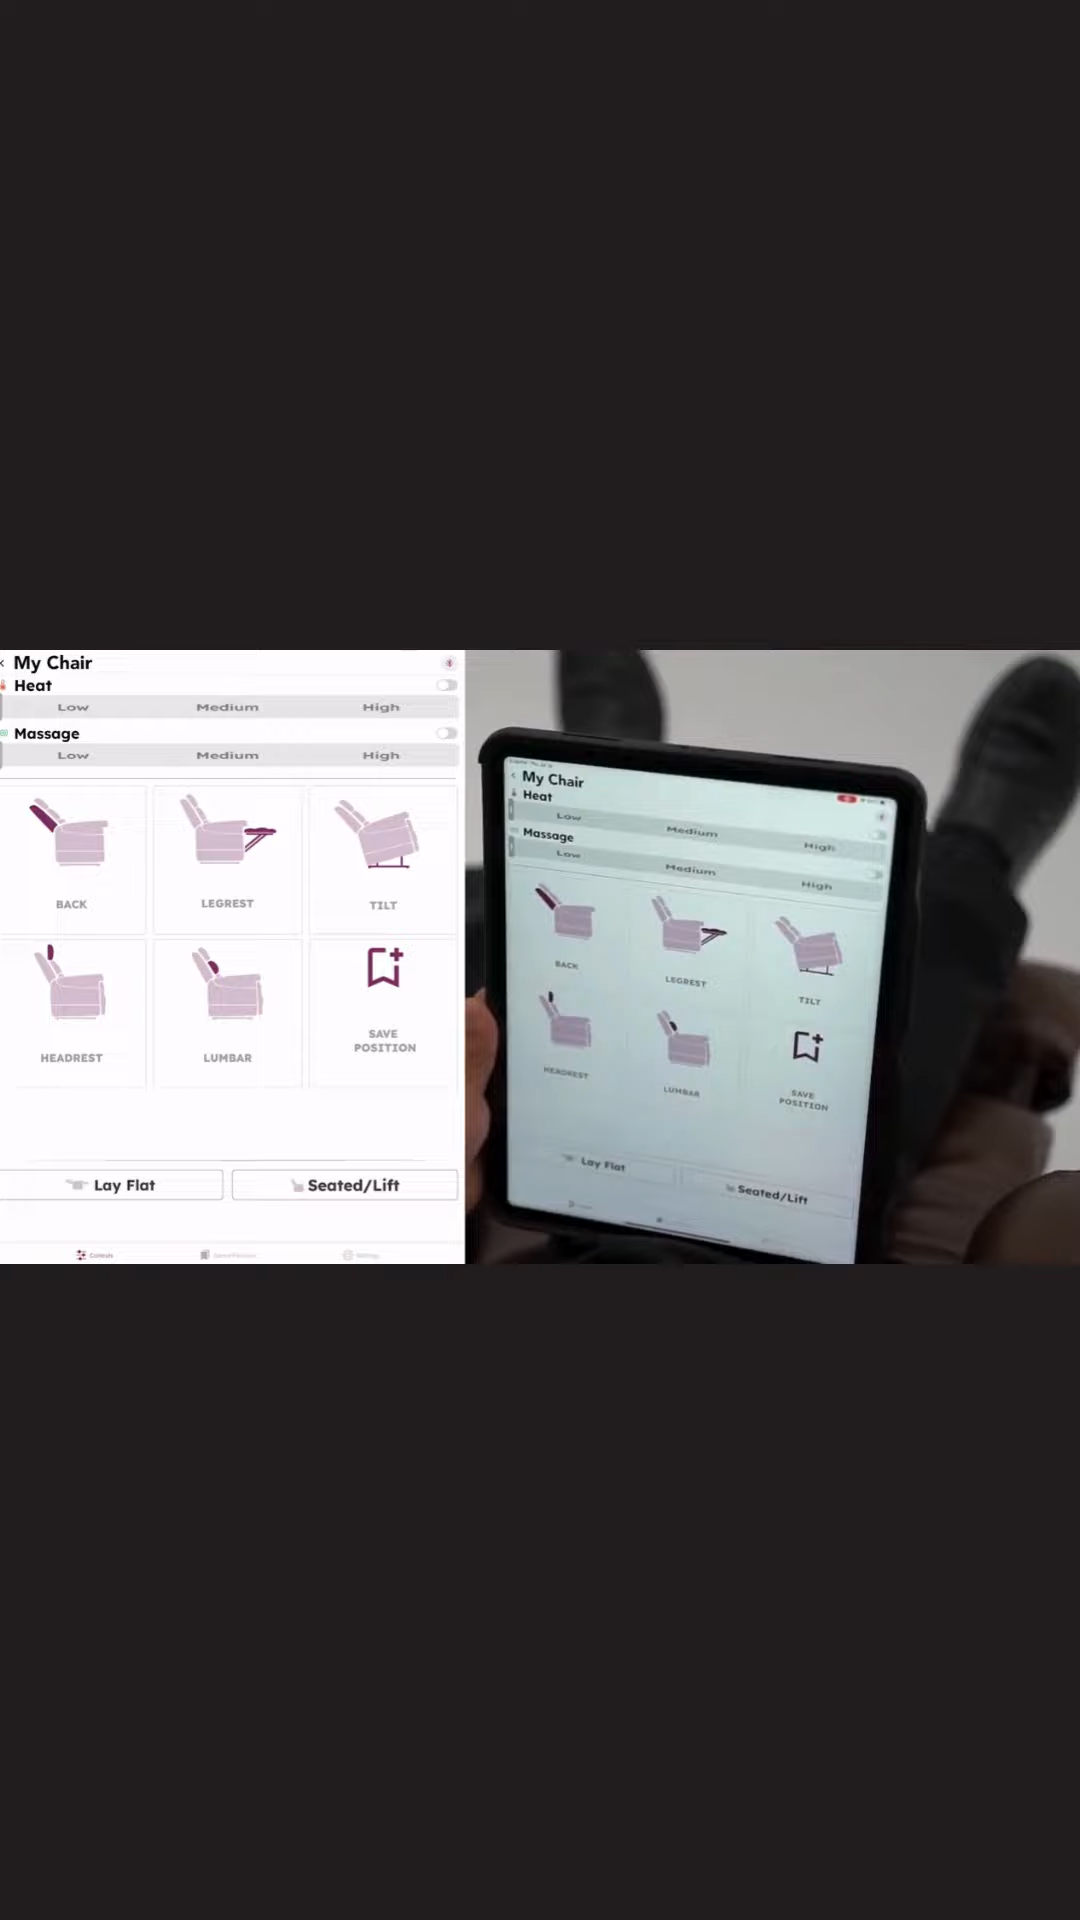 My Chair
Heat
Low Medium High
Massage
Low Medium High
BACK LEGREST TILT
HEADREST LUMBAR SAVE
POSITION
Lay Flat Seated/Lift
Controls Settings
My Chair
Heat
Low Medium High
Massage
Low Medium High
BACK LEGREST TILT
HEADREST LUMBAR SAVE
POSITION
Lay Flat Seated/Lift